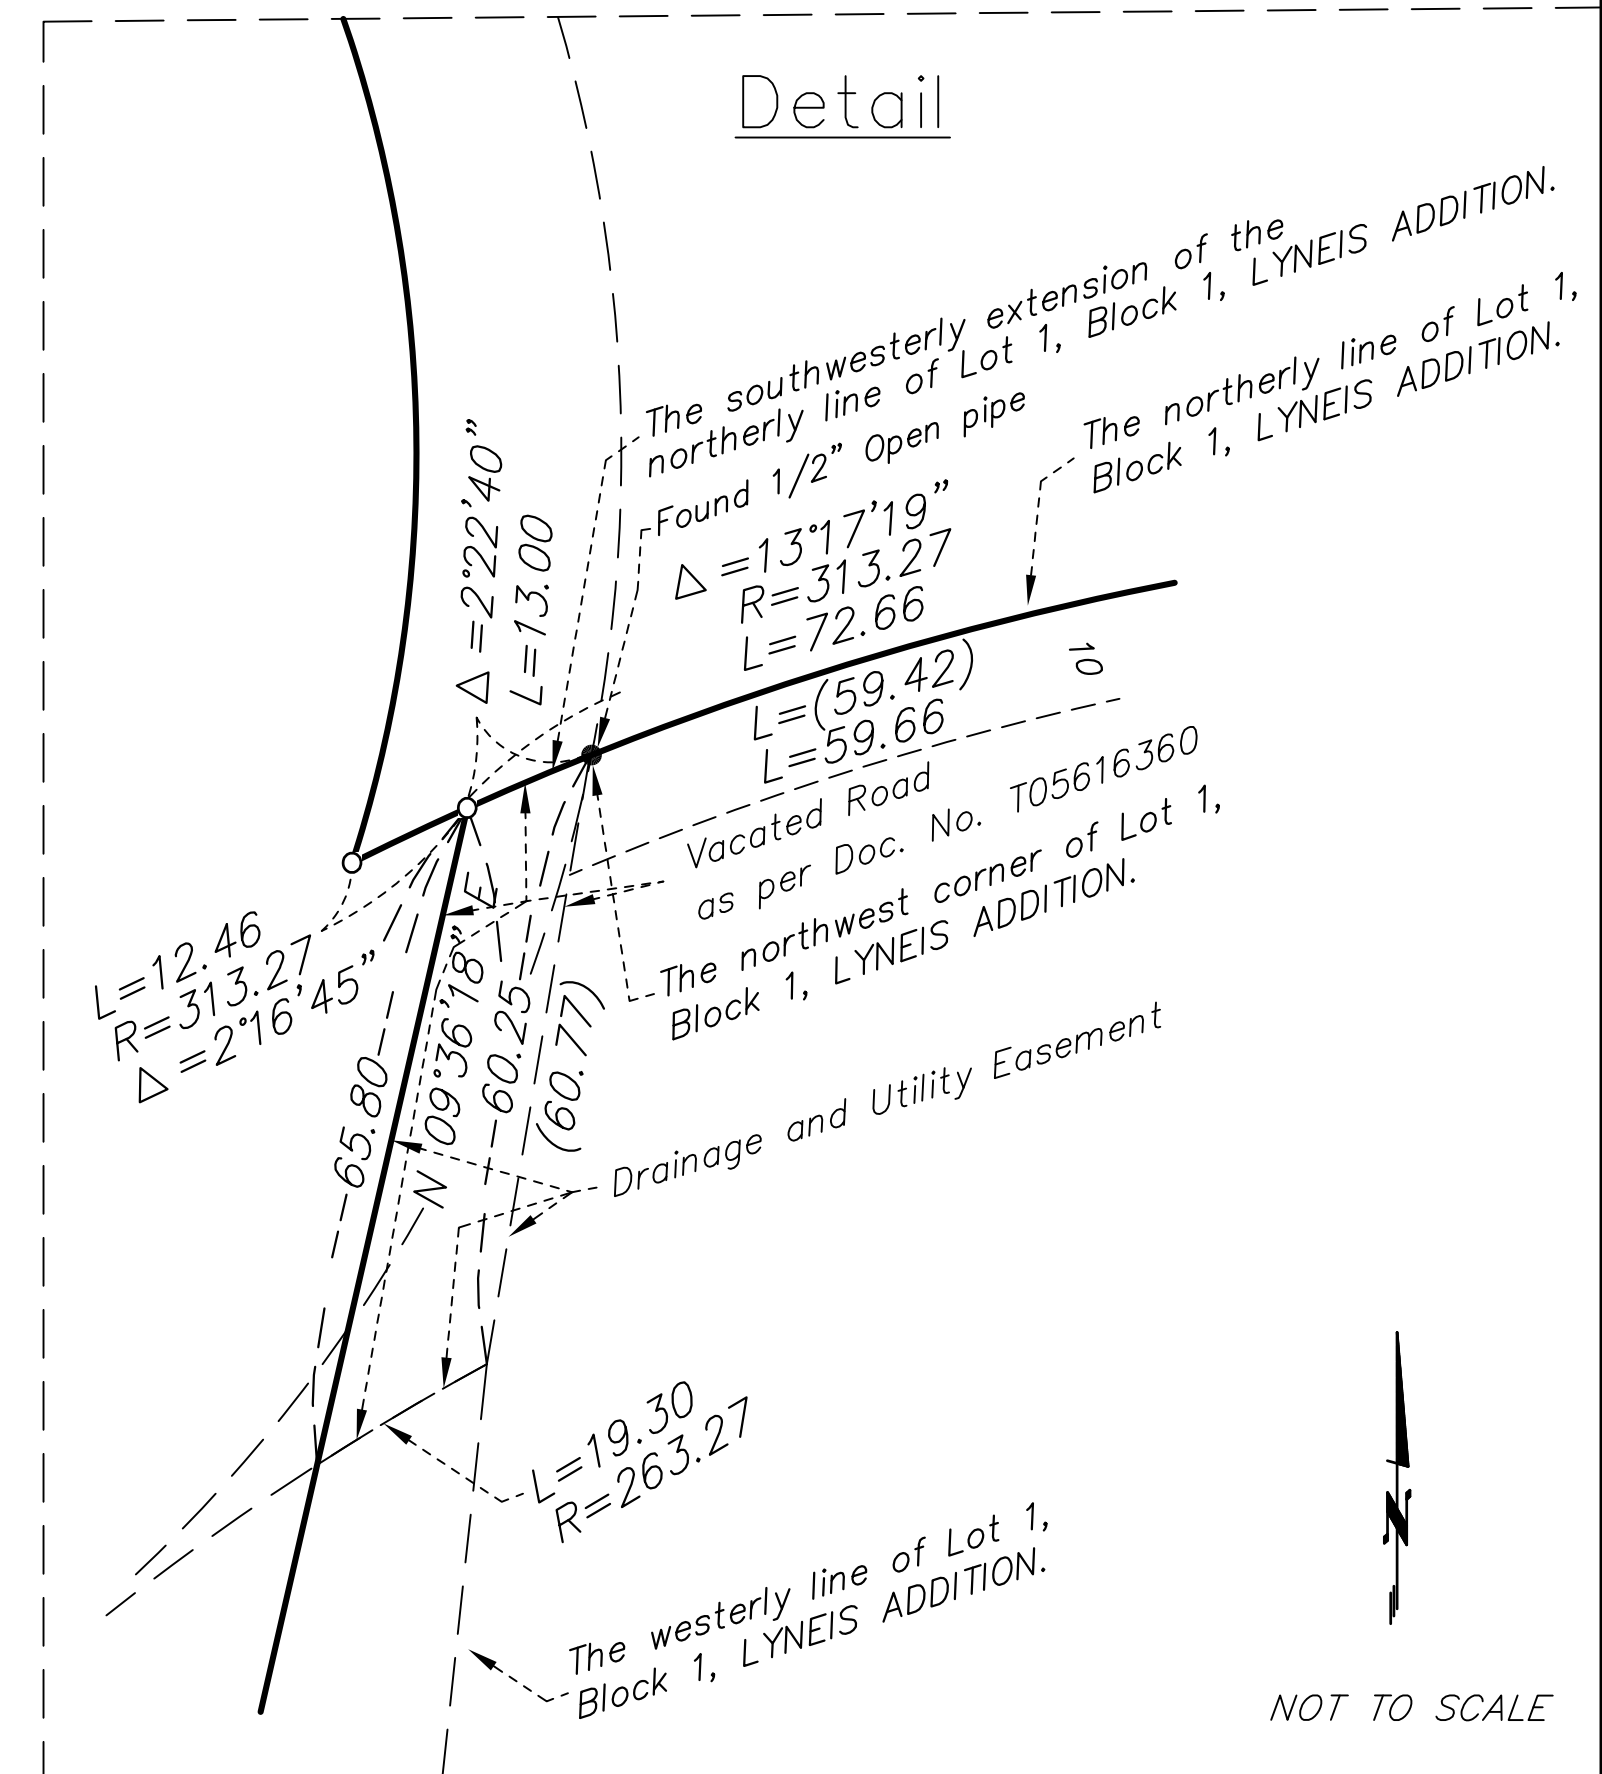 Detail
The southwesterly extension of the
northerly line of Lot 1, Block 1, LYNEIS ADDITION.
Found 1/2” Open pipe
The northerly line of Lot 1,
Block 1, LYNEIS ADDITION.
Δ =2°22’40”
L=13.00
Δ =13°17’19”
R=313.27
L=72.66
L=(59.42)
L=59.66
10
Vacated Road
as per Doc. No. T05616360
The northwest corner of Lot 1,
Block 1, LYNEIS ADDITION.
L=12.46
R=313.27
Δ =2°16’45”
65.80
N 09°36’18” E
60.25
(60.77)
Drainage and Utility Easement
L=19.30
R=263.27
The westerly line of Lot 1,
Block 1, LYNEIS ADDITION.
N
NOT TO SCALE